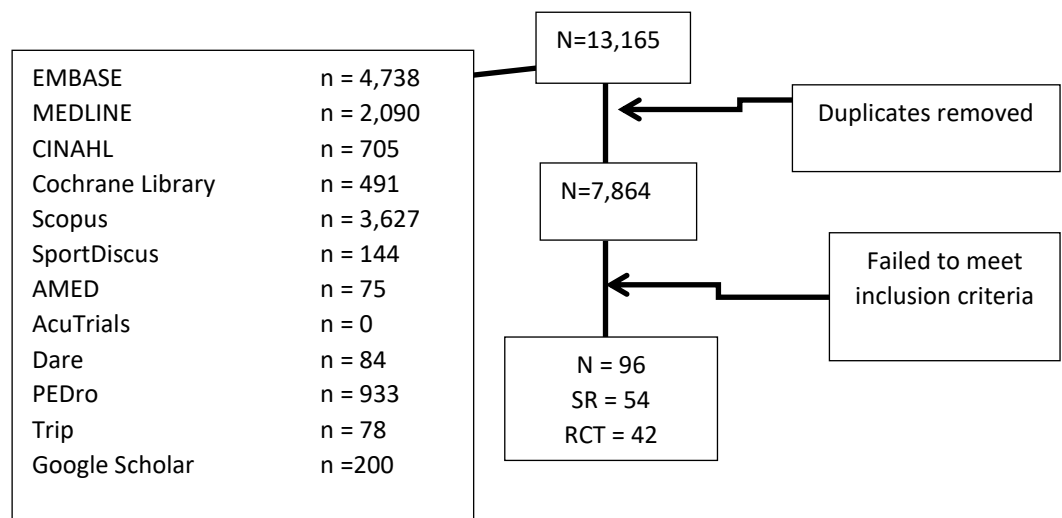 N=13,165
EMBASE n = 4,738
MEDLINE n = 2,090
CINAHL n = 705
Cochrane Library n = 491
Scopus n = 3,627
SportDiscus n = 144
AMED n = 75
AcuTrials n = 0
Dare n = 84
PEDro n = 933
Trip n = 78
Google Scholar n =200
Duplicates removed
N=7,864
Failed to meet
inclusion criteria
N = 96
SR = 54
RCT = 42